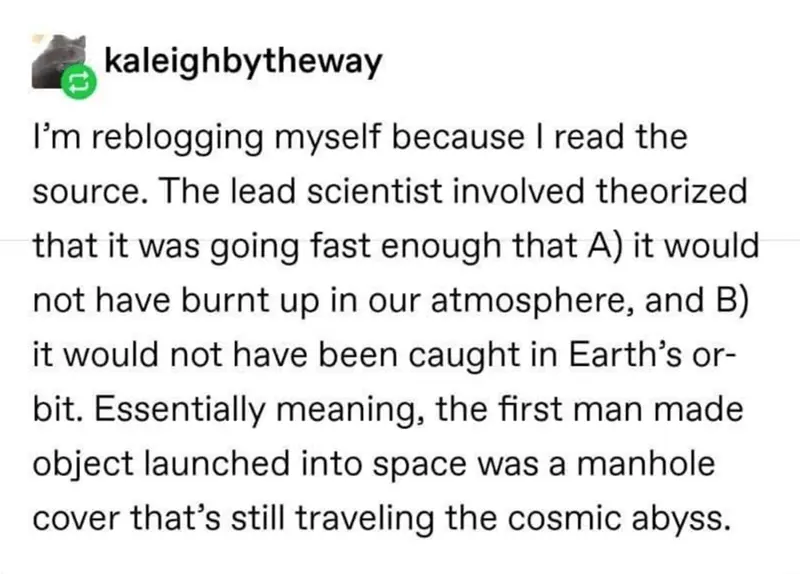 kaleighbytheway
I'm reblogging myself because I read the
source. The lead scientist involved theorized
that it was going fast enough that A) it would
not have burnt up in our atmosphere, and B)
it would not have been caught in Earth's or-
bit. Essentially meaning, the first man made
object launched into space was a manhole
cover that's still traveling the cosmic abyss.